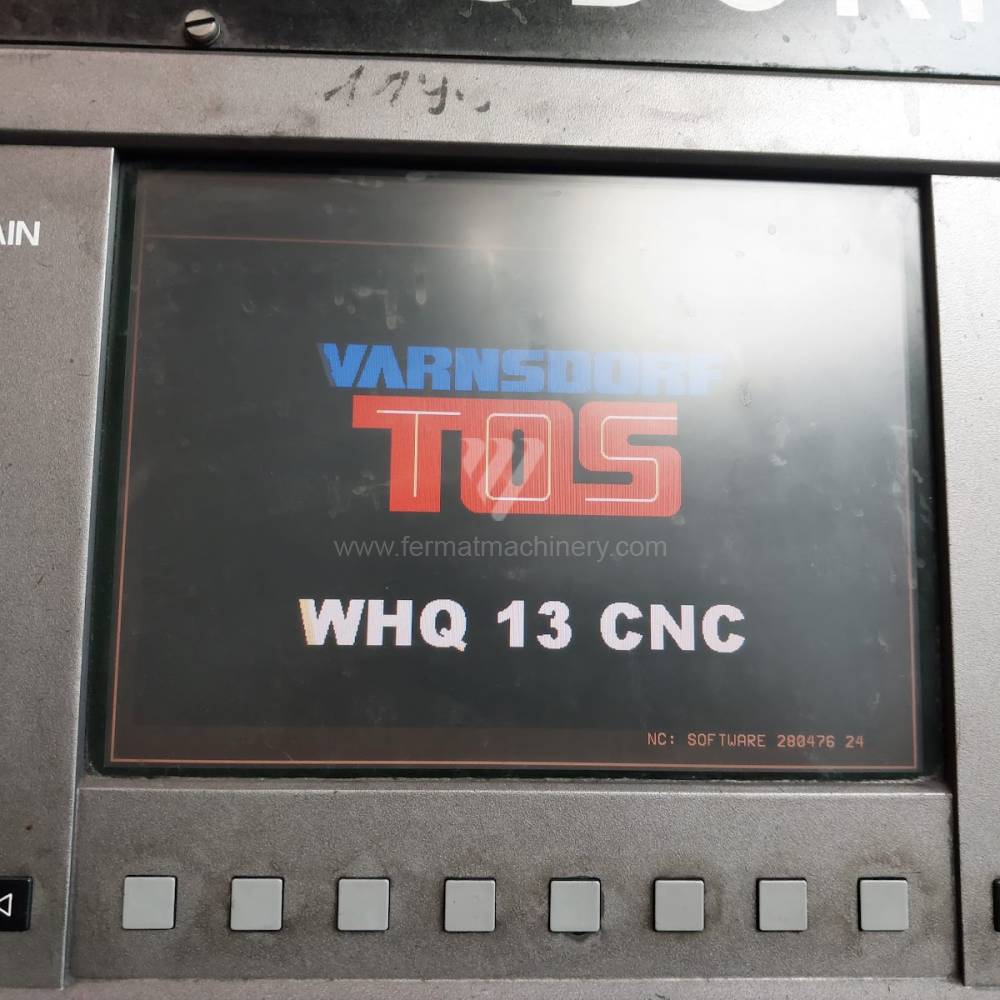 VARNSDORF
TOS
www.fermatmachinery.com
WHQ 13 CNC
NC: SOFTWARE 280476 24